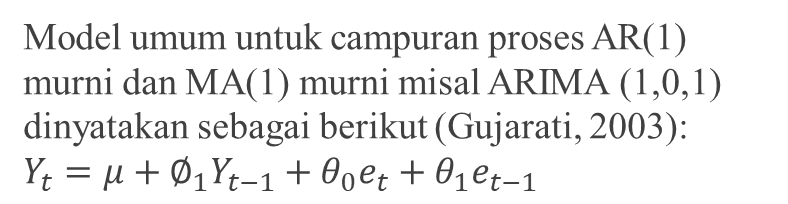 Model umum untuk campuran proses AR(1)
murni dan MA(1) murni misal ARIMA (1,0,1)
dinyatakan sebagai berikut (Gujarati, 2003):
𝑌ₜ = 𝜇 + ∅₁𝑌ₜ₋₁ + 𝜃₀𝑒ₜ + 𝜃₁𝑒ₜ₋₁